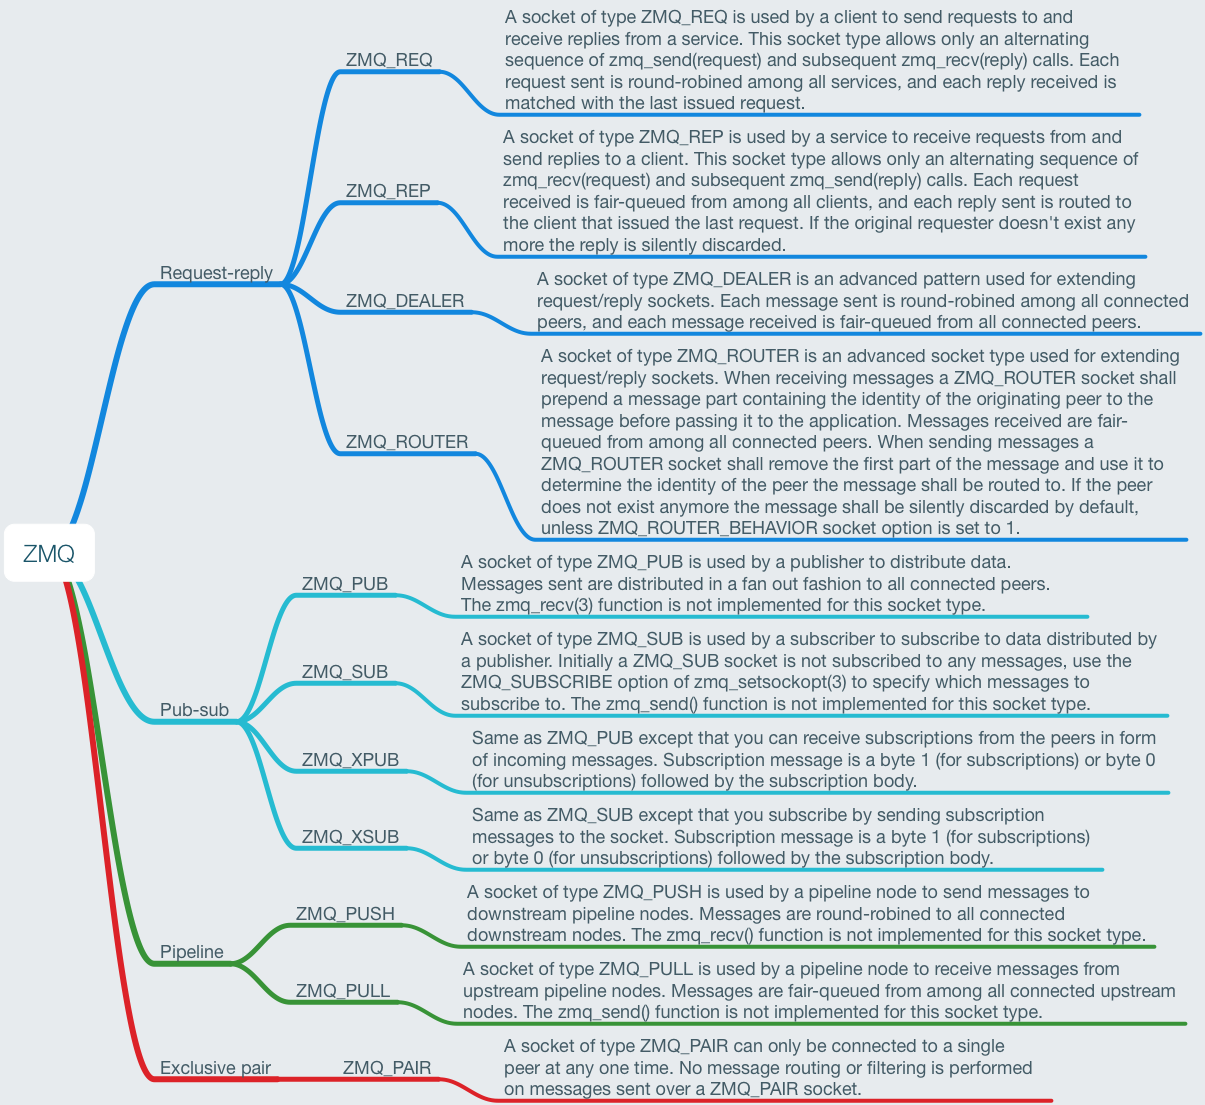 A socket of type ZMQ_REQ is used by a client to send requests to and
receive replies from a service. This socket type allows only an alternating
ZMQ_REQ
sequence of zmq_send(request) and subsequent zmq_recv(reply) calls. Each
request sent is round-robined among all services, and each reply received is
matched with the last issued request.
A socket of type ZMQ_REP is used by a service to receive requests from and
send replies to a client. This socket type allows only an alternating sequence of
zmq_recv(request) and subsequent zmq_send(reply) calls. Each request
ZMQ_REP
received is fair-queued from among all clients, and each reply sent is routed to
the client that issued the last request. If the original requester doesn't exist any
more the reply is silently discarded.
Request-reply
A socket of type ZMQ_DEALER is an advanced pattern used for extending
ZMQ_DEALER
request/reply sockets. Each message sent is round-robined among all connected
peers, and each message received is fair-queued from all connected peers.
A socket of type ZMQ_ROUTER is an advanced socket type used for extending
request/reply sockets. When receiving messages a ZMQ_ROUTER socket shall
prepend a message part containing the identity of the originating peer to the
message before passing it to the application. Messages received are fair-
ZMQ_ROUTER
queued from among all connected peers. When sending messages a
ZMQ_ROUTER socket shall remove the first part of the message and use it to
determine the identity of the peer the message shall be routed to. If the peer
does not exist anymore the message shall be silently discarded by default,
unless ZMQ_ROUTER_BEHAVIOR socket option is set to 1.
ZMQ
A socket of type ZMQ_PUB is used by a publisher to distribute data.
ZMQ_PUB
Messages sent are distributed in a fan out fashion to all connected peers.
The zmq_recv(3) function is not implemented for this socket type.
A socket of type ZMQ_SUB is used by a subscriber to subscribe to data distributed by
a publisher. Initially a ZMQ_SUB socket is not subscribed to any messages, use the
ZMQ_SUB
ZMQ_SUBSCRIBE option of zmq_setsockopt(3) to specify which messages to
subscribe to. The zmq_send() function is not implemented for this socket type.
Pub-sub
Same as ZMQ_PUB except that you can receive subscriptions from the peers in form
ZMQ_XPUB
of incoming messages. Subscription message is a byte 1 (for subscriptions) or byte 0
(for unsubscriptions) followed by the subscription body.
Same as ZMQ_SUB except that you subscribe by sending subscription
ZMQ_XSUB
messages to the socket. Subscription message is a byte 1 (for subscriptions)
or byte 0 (for unsubscriptions) followed by the subscription body.
A socket of type ZMQ_PUSH is used by a pipeline node to send messages to
ZMQ_PUSH
downstream pipeline nodes. Messages are round-robined to all connected
downstream nodes. The zmq_recv() function is not implemented for this socket type.
Pipeline
A socket of type ZMQ_PULL is used by a pipeline node to receive messages from
ZMQ_PULL
upstream pipeline nodes. Messages are fair-queued from among all connected upstream
nodes. The zmq_send() function is not implemented for this socket type.
Exclusive pair
ZMQ_PAIR
A socket of type ZMQ_PAIR can only be connected to a single
peer at any one time. No message routing or filtering is performed
on messages sent over a ZMQ_PAIR socket.